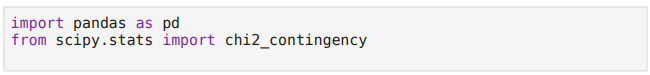 import pandas as pd
from scipy.stats import chi2_contingency